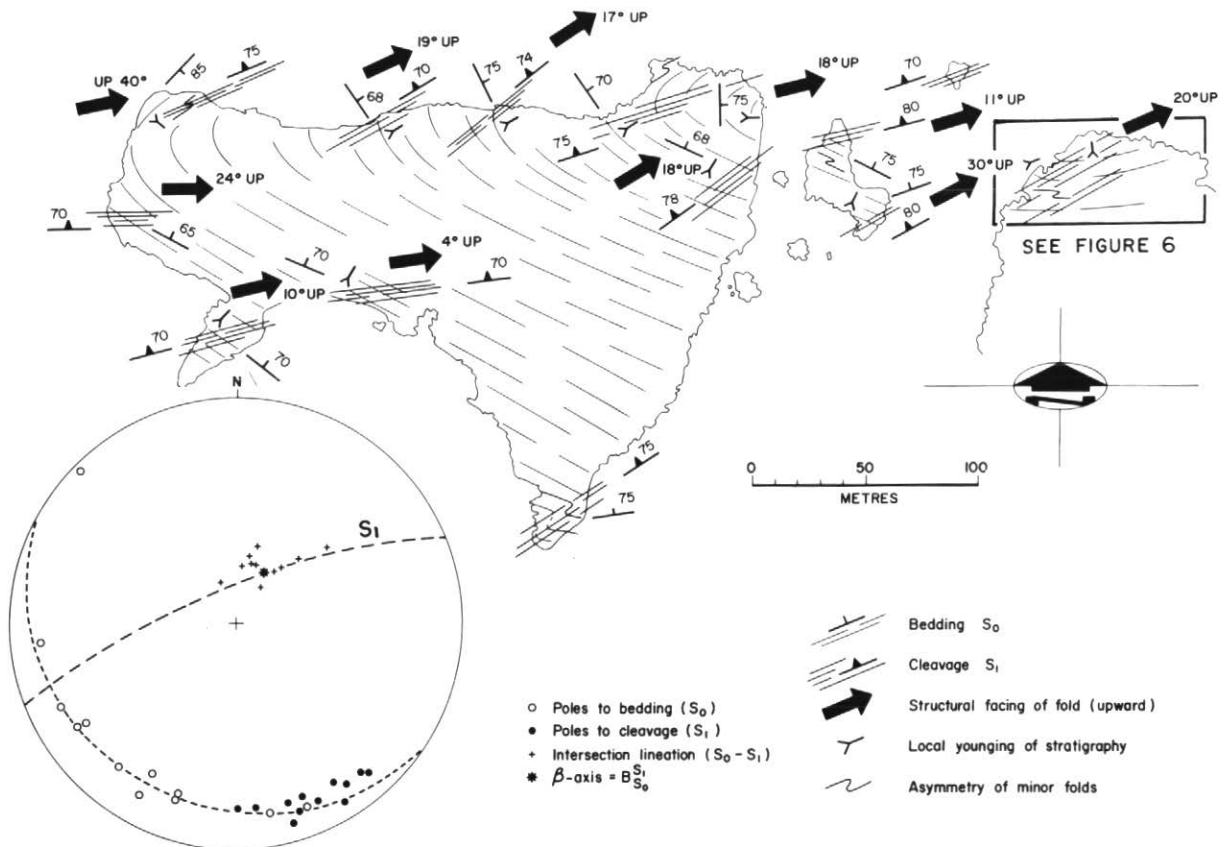 17° UP
19° UP
UP 40°
75
85
70
68
75
74
70
18° UP
70
75
80
11° UP
20° UP
75
68
18° UP
75
75
30° UP
24° UP
78
80
70
65
SEE FIGURE 6
4° UP
70
70
10° UP
70
70
N
75
75
0 50 100
METRES
S₁
Bedding S₀
Cleavage S₁
Structural facing of fold (upward)
Local younging of stratigraphy
Asymmetry of minor folds
Poles to bedding (S₀)
Poles to cleavage (S₁)
Intersection lineation (S₀-S₁)
β-axis = B S₁ S₀